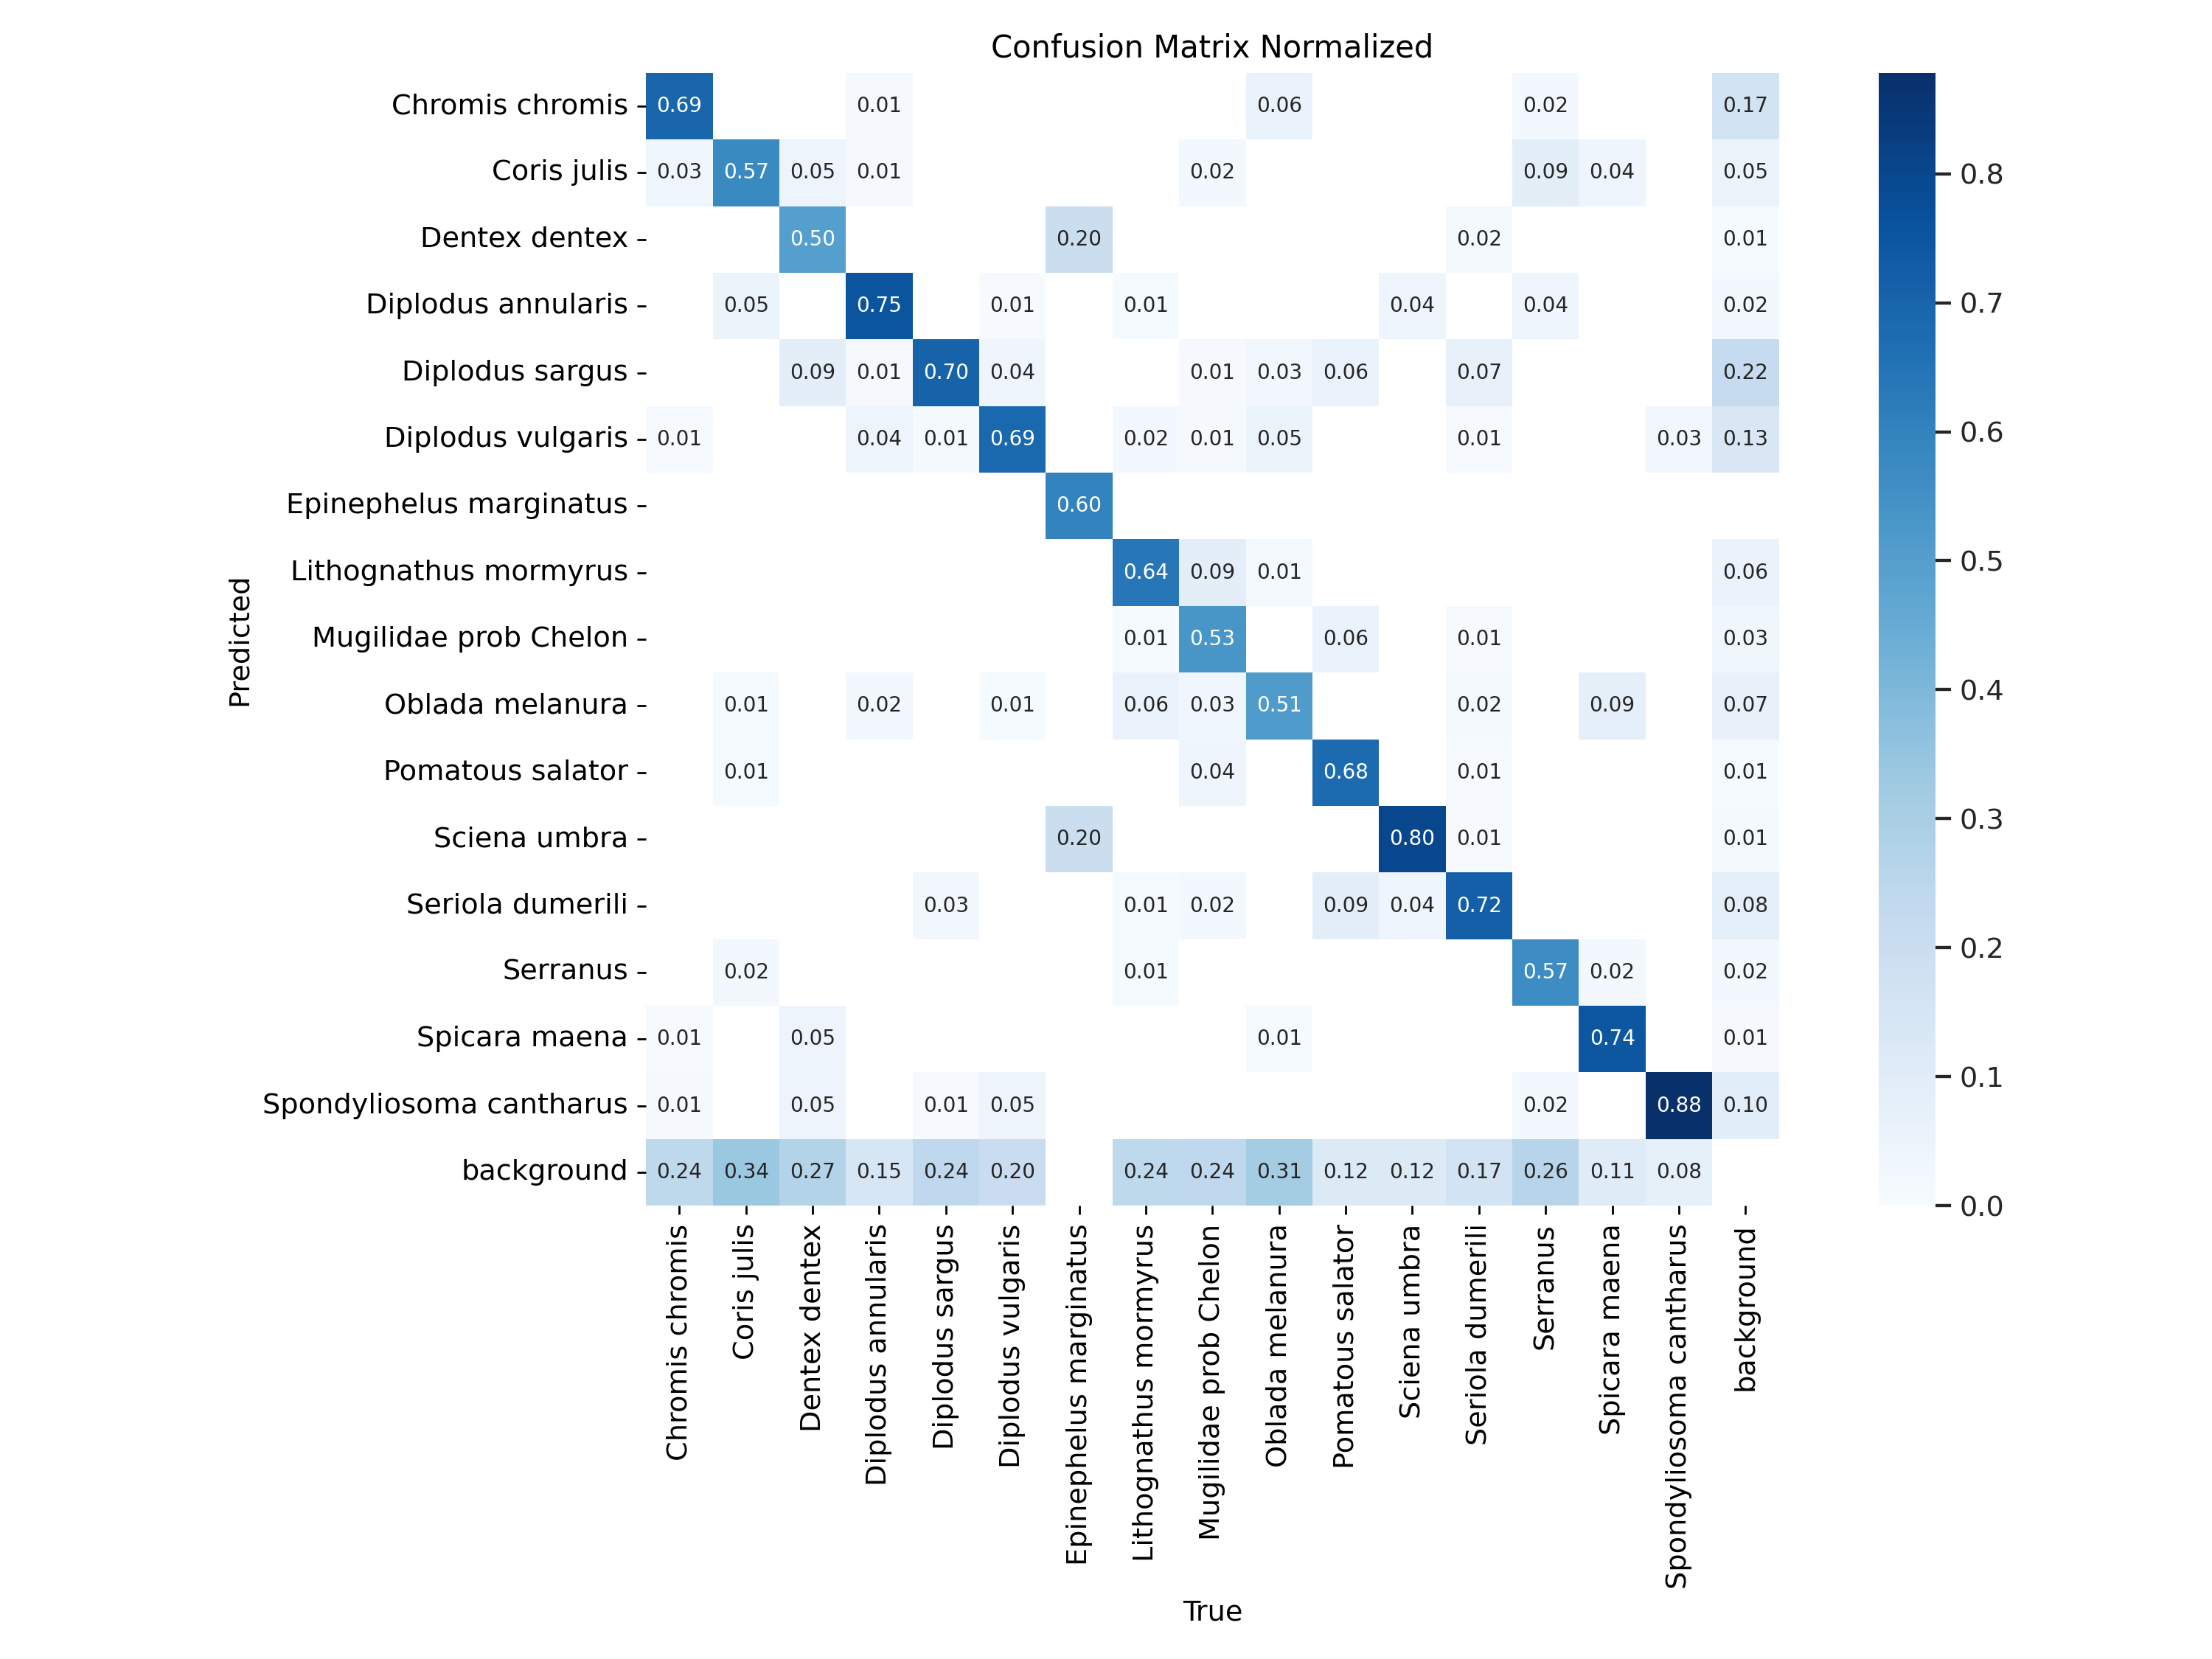 Confusion Matrix Normalized
Chromis chromis 0.69 0.01 0.06 0.02 0.17
Coris julis 0.03 0.57 0.05 0.01 0.02 0.09 0.04 0.05
Dentex dentex 0.50 0.20 0.02 0.01
Diplodus annularis 0.05 0.75 0.01 0.01 0.04 0.04 0.02
Diplodus sargus 0.09 0.01 0.70 0.04 0.01 0.03 0.06 0.07 0.22
Diplodus vulgaris 0.01 0.04 0.01 0.69 0.02 0.01 0.05 0.01 0.03 0.13
Epinephelus marginatus 0.60
Lithognathus mormyrus 0.64 0.09 0.01 0.06
Mugilidae prob Chelon 0.01 0.53 0.06 0.01 0.03
Oblada melanura 0.01 0.02 0.01 0.06 0.03 0.51 0.02 0.09 0.07
Pomatous salator 0.01 0.04 0.68 0.01 0.01
Sciena umbra 0.20 0.80 0.01 0.01
Seriola dumerili 0.03 0.01 0.02 0.09 0.04 0.72 0.08
Serranus 0.02 0.01 0.57 0.02 0.02
Spicara maena 0.01 0.05 0.01 0.74 0.01
Spondyliosoma cantharus 0.01 0.05 0.01 0.05 0.02 0.88 0.10
background 0.24 0.34 0.27 0.15 0.24 0.20 0.24 0.24 0.31 0.12 0.12 0.17 0.26 0.11 0.08
Predicted
Chromis chromis
Coris julis
Dentex dentex
Diplodus annularis
Diplodus sargus
Diplodus vulgaris
Epinephelus marginatus
Lithognathus mormyrus
Mugilidae prob Chelon
Oblada melanura
Pomatous salator
Sciena umbra
Seriola dumerili
Serranus
Spicara maena
Spondyliosoma cantharus
background
True
0.8
0.7
0.6
0.5
0.4
0.3
0.2
0.1
0.0